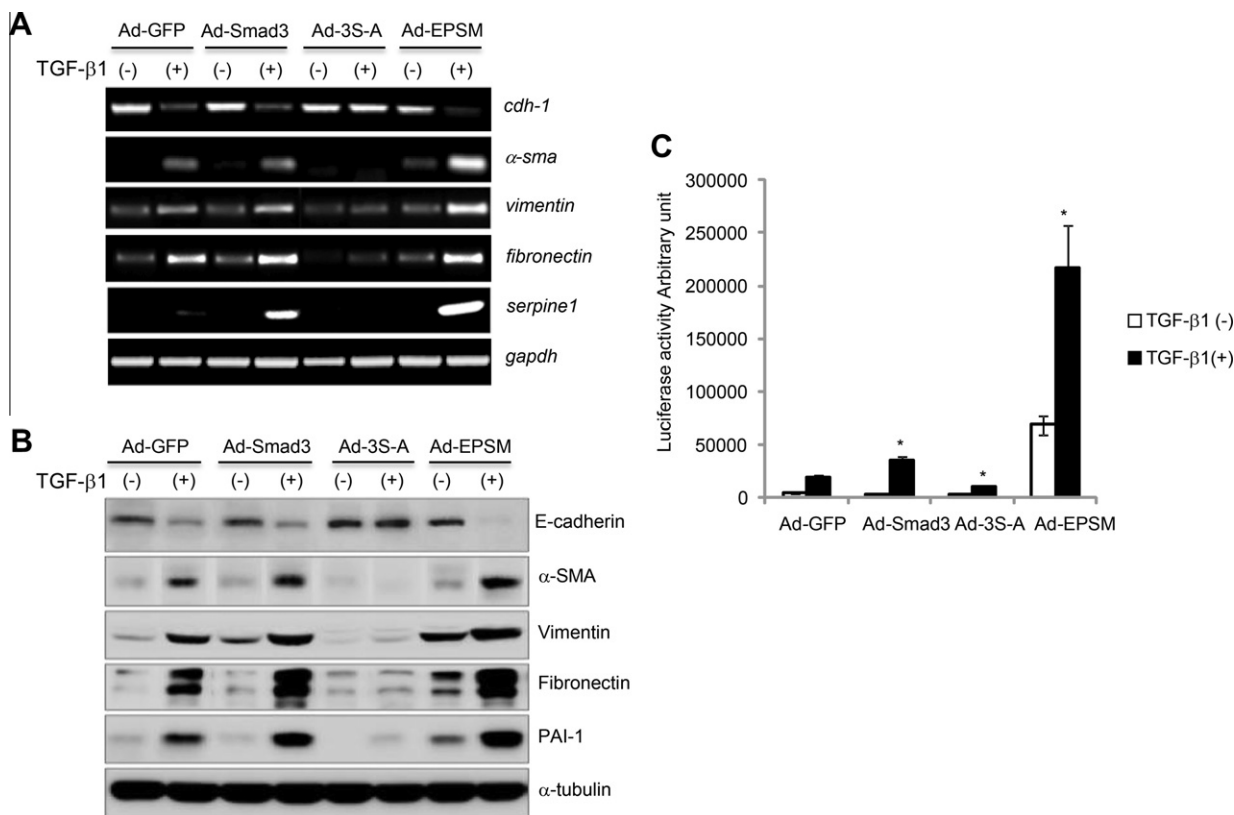 A
Ad-GFP Ad-Smad3 Ad-3S-A Ad-EPSM
TGF-β1 (-) (+) (-) (+) (-) (+) (-) (+)
cdh-1
α-sma
vimentin
fibronectin
serpine1
gapdh
B
Ad-GFP Ad-Smad3 Ad-3S-A Ad-EPSM
TGF-β1 (-) (+) (-) (+) (-) (+) (-) (+)
E-cadherin
α-SMA
Vimentin
Fibronectin
PAI-1
α-tubulin
C
Luciferase activity Arbitrary unit
300000
250000
200000
150000
100000
50000
0
* * *
Ad-GFP Ad-Smad3 Ad-3S-A Ad-EPSM
TGF-β1 (-)
TGF-β1(+)